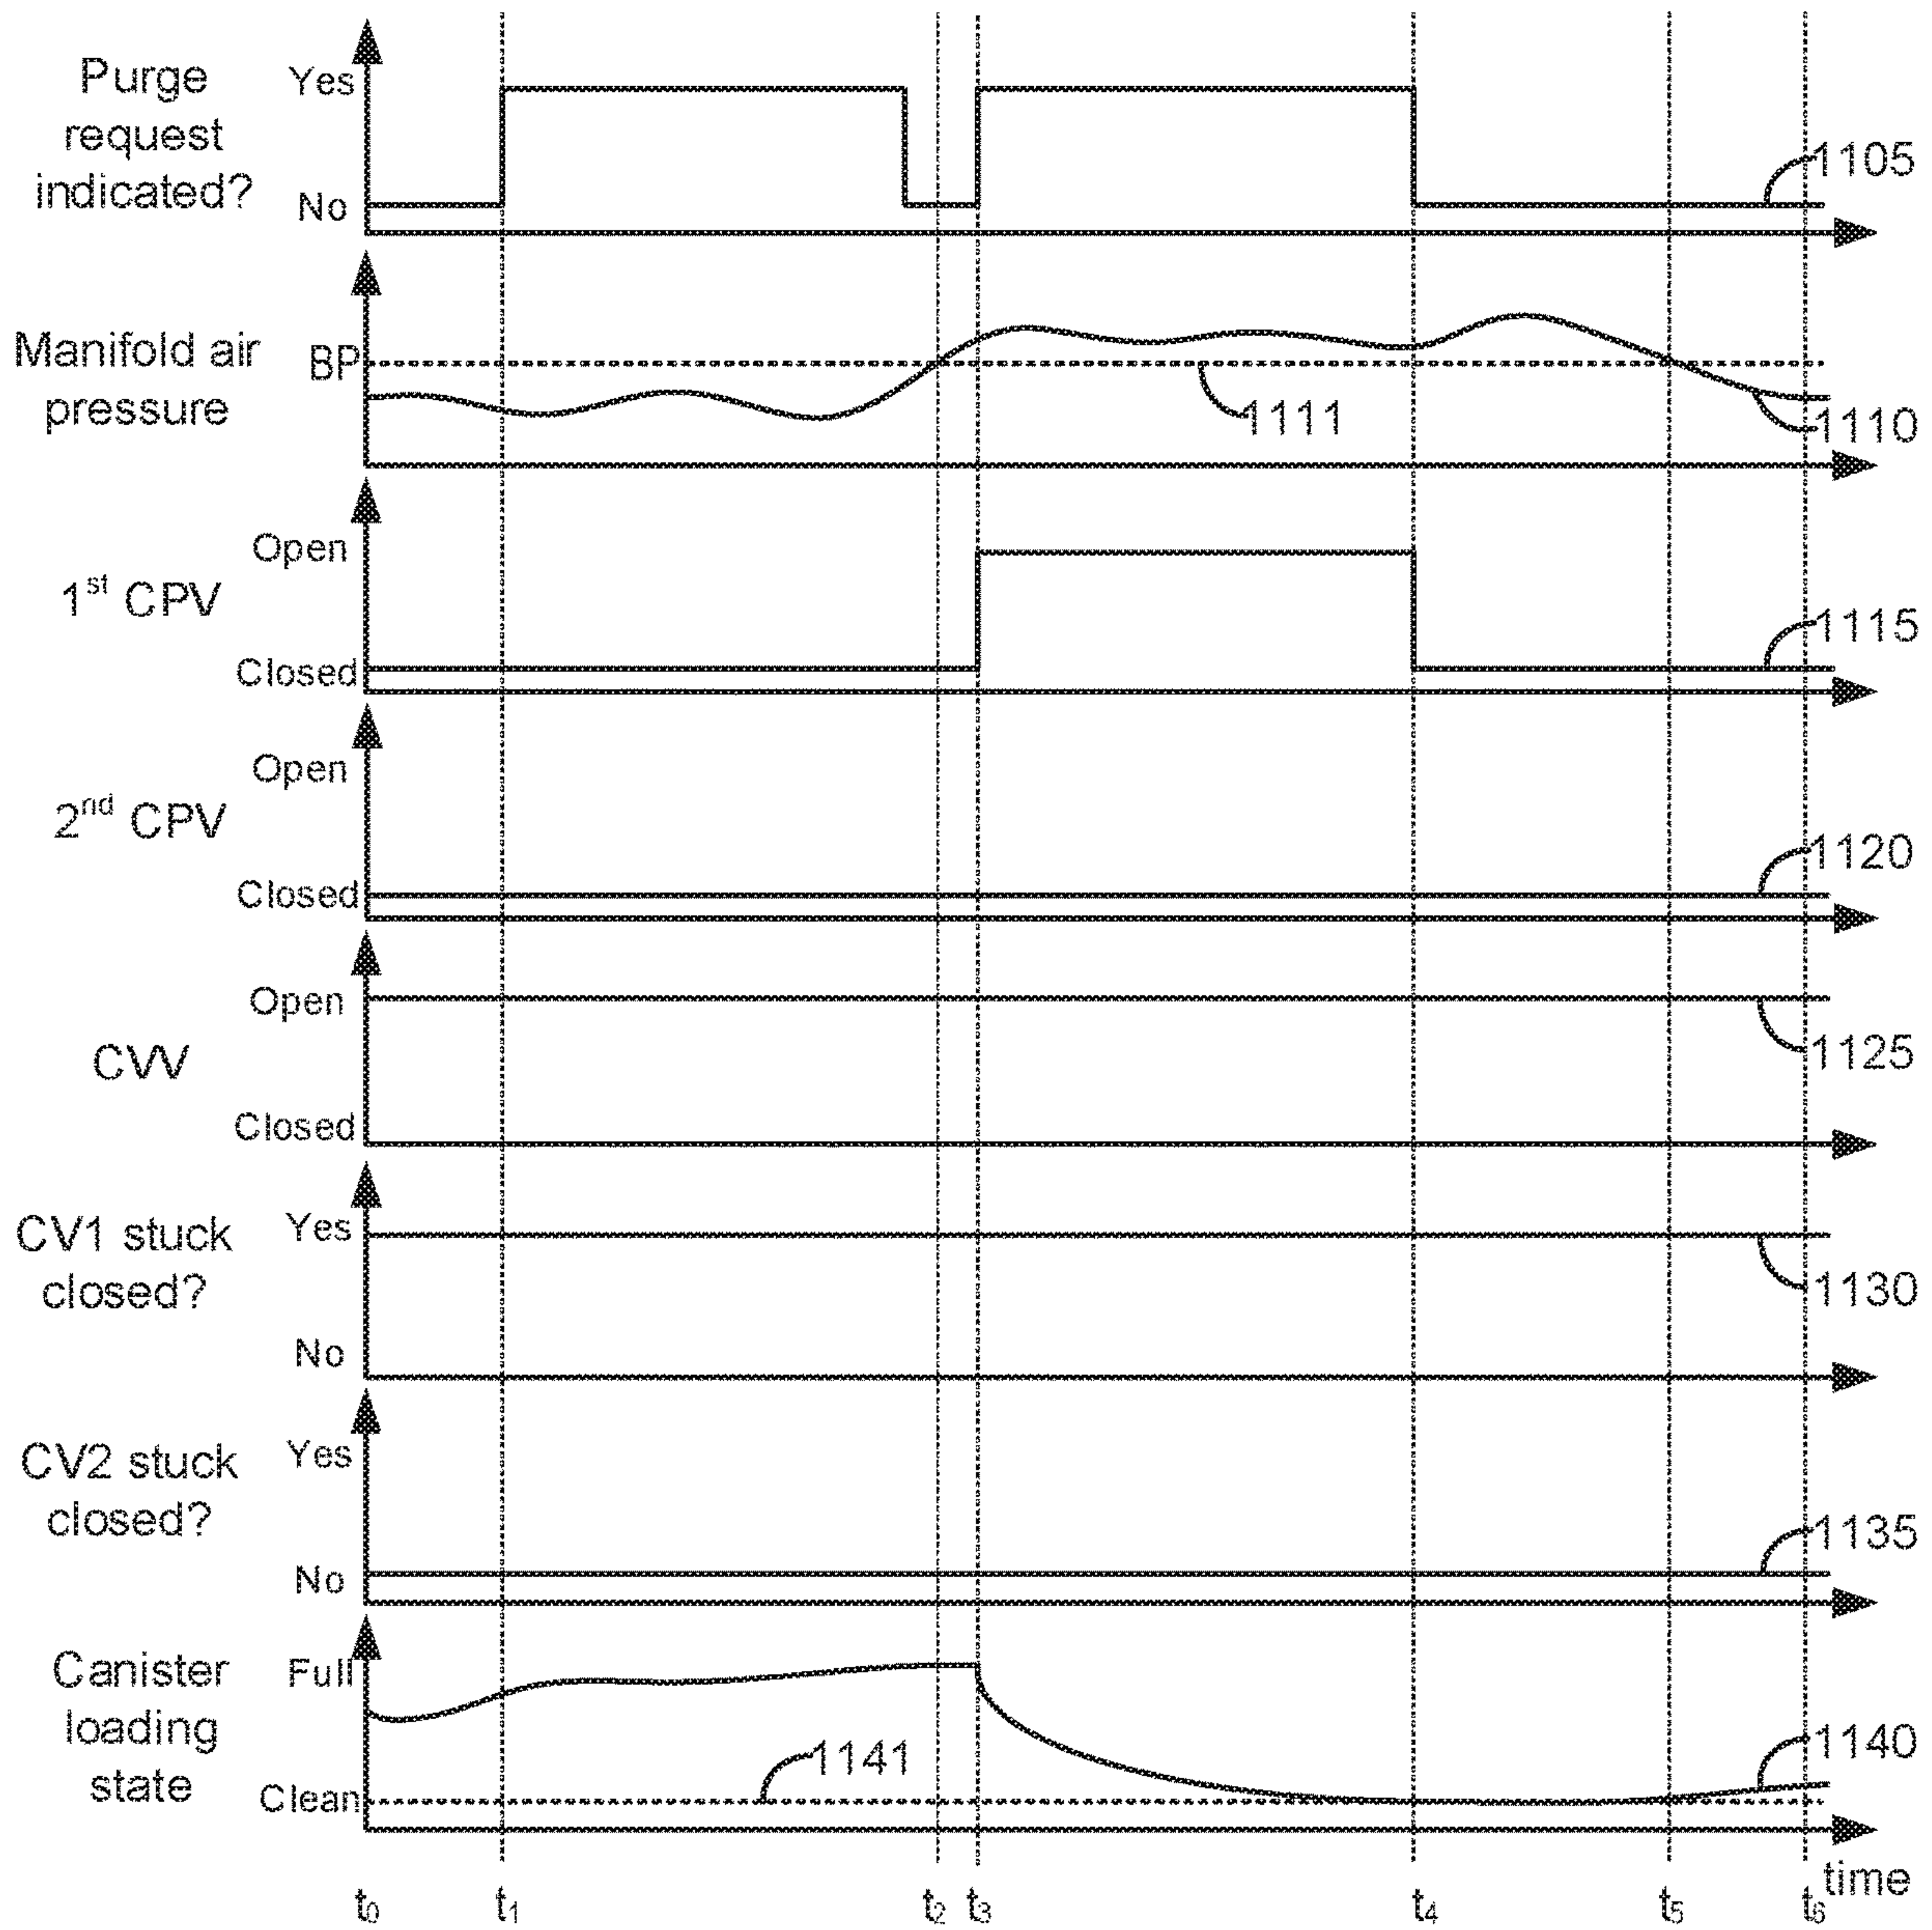 Purge
request
indicated?
Yes
No
1105
Manifold air
pressure
BP
1111
1110
1st CPV
Open
Closed
1115
2nd CPV
Open
Closed
1120
CVV
Open
Closed
1125
CV1 stuck
closed?
Yes
No
1130
CV2 stuck
closed?
Yes
No
1135
Canister
loading
state
Full
Clean
1141
1140
t0 t1 t2 t3 t4 t5 t6 time